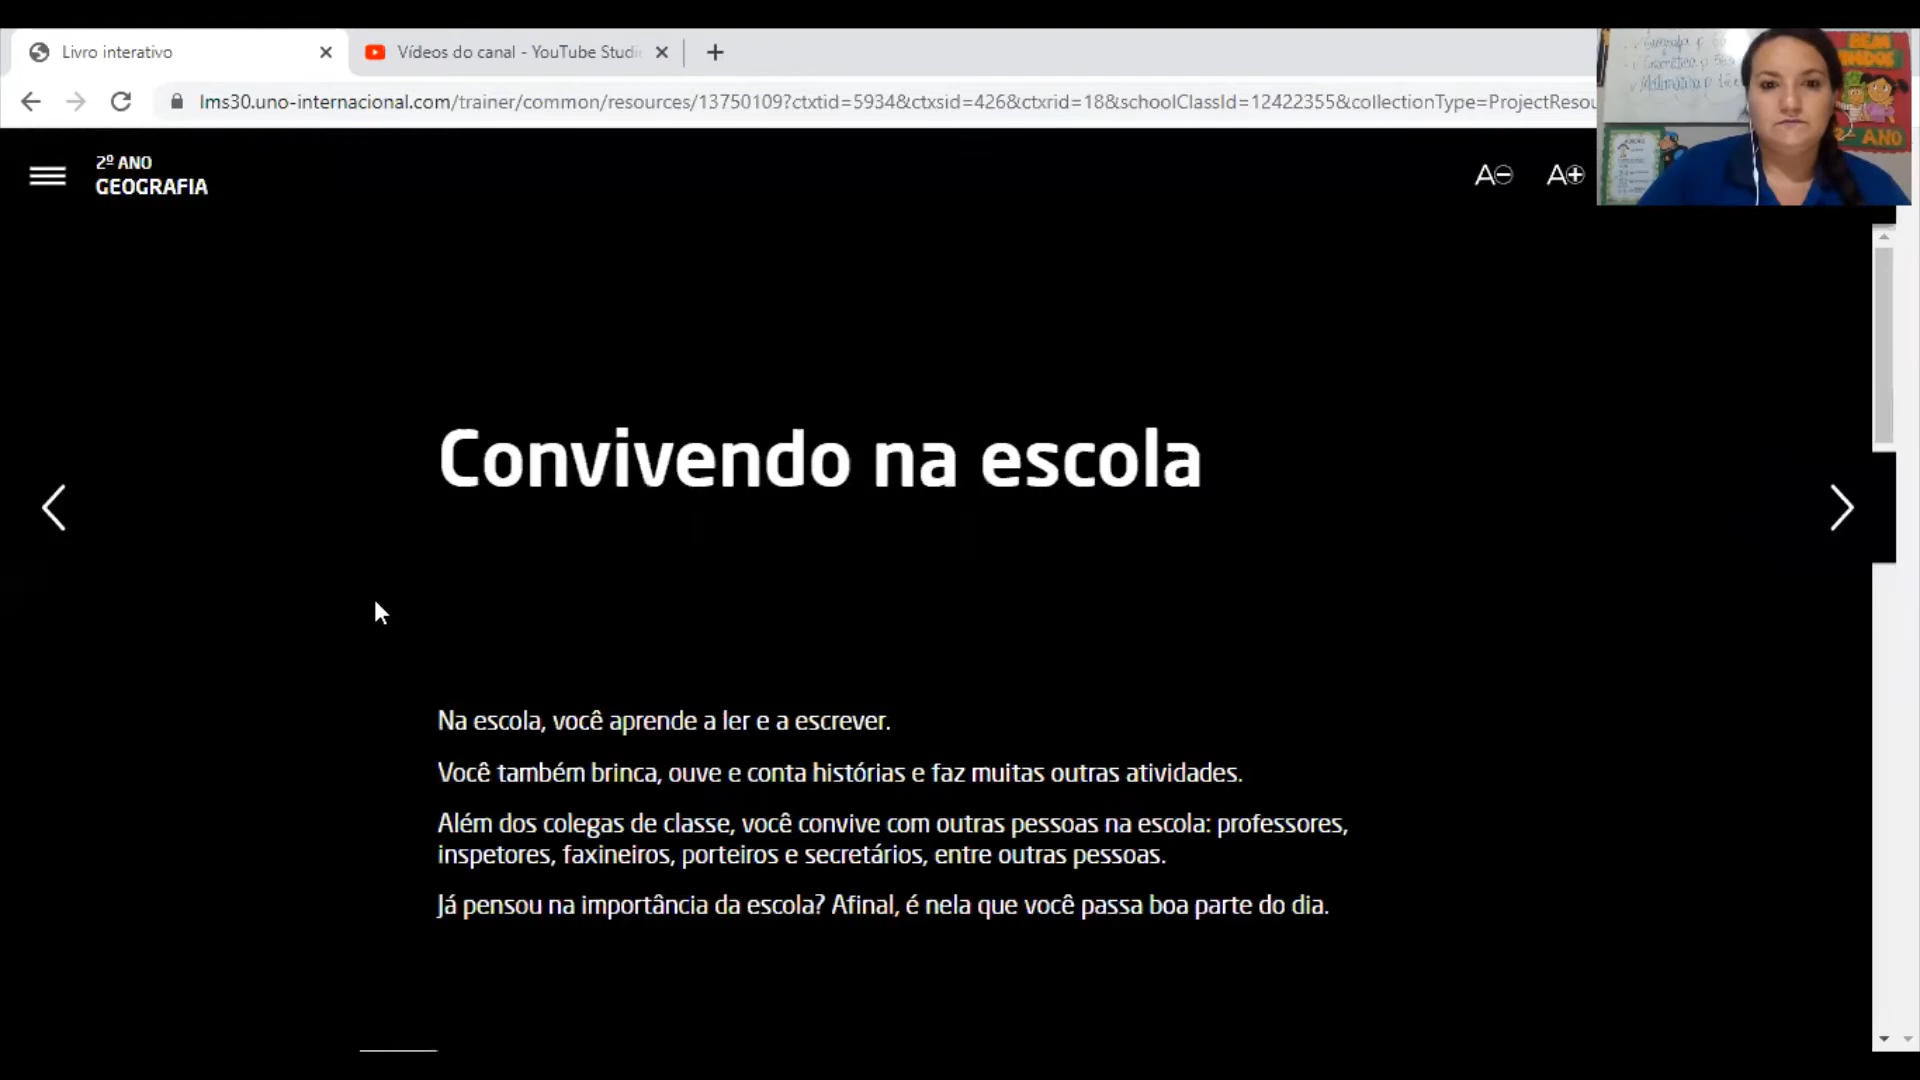 Livro interativo
Vídeos do canal - YouTube Studi
lms30.uno-internacional.com/trainer/common/resources/13750109?ctxtid=5934&ctxsid=426&ctxrid=18&schoolClassId=12422355&collectionType=ProjectResou
2º ANO
GEOGRAFIA
A-
A+
Gramática p
Matemática p
BEM
2º ANO
Convivendo na escola
Na escola, você aprende a ler e a escrever.
Você também brinca, ouve e conta histórias e faz muitas outras atividades.
Além dos colegas de classe, você convive com outras pessoas na escola: professores,
inspetores, faxineiros, porteiros e secretários, entre outras pessoas.
Já pensou na importância da escola? Afinal, é nela que você passa boa parte do dia.